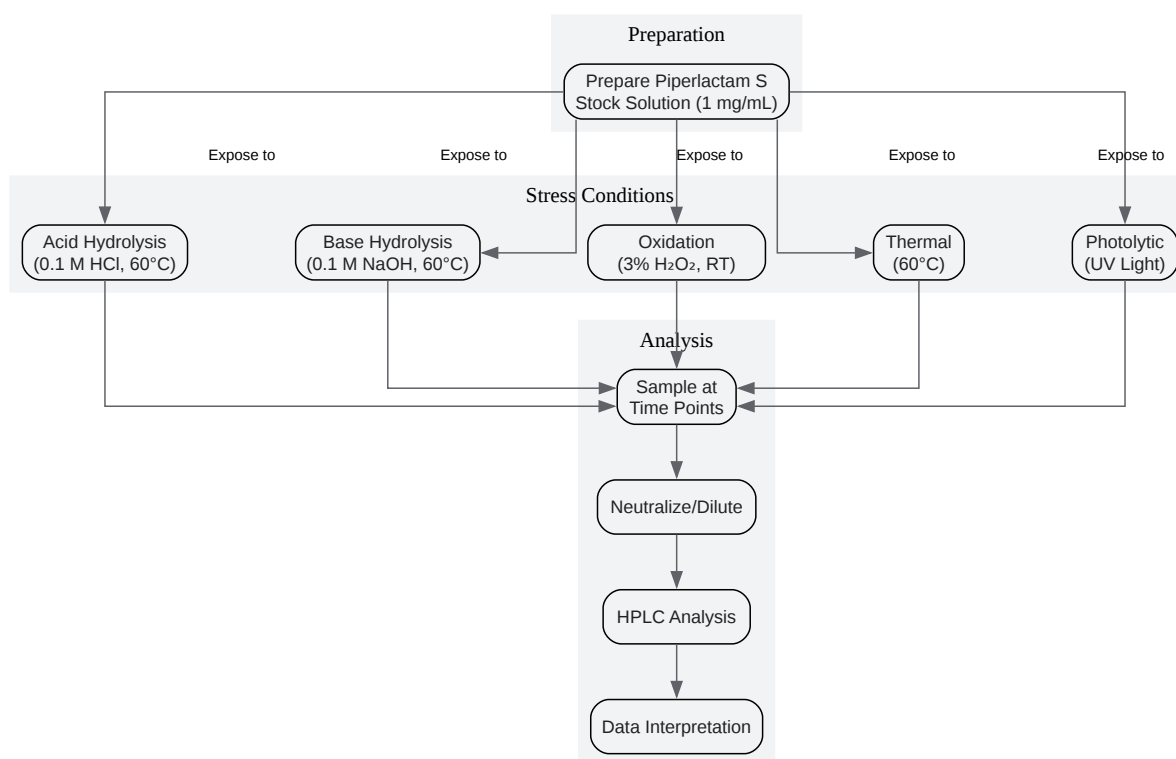 Preparation
Prepare Piperlactam S
Stock Solution (1 mg/mL)
Expose to
Expose to
Expose to
Expose to
Expose to
Stress Conditions
Acid Hydrolysis
(0.1 M HCl, 60°C)
Base Hydrolysis
(0.1 M NaOH, 60°C)
Oxidation
(3% H₂O₂, RT)
Thermal
(60°C)
Photolytic
(UV Light)
Analysis
Sample at
Time Points
Neutralize/Dilute
HPLC Analysis
Data Interpretation